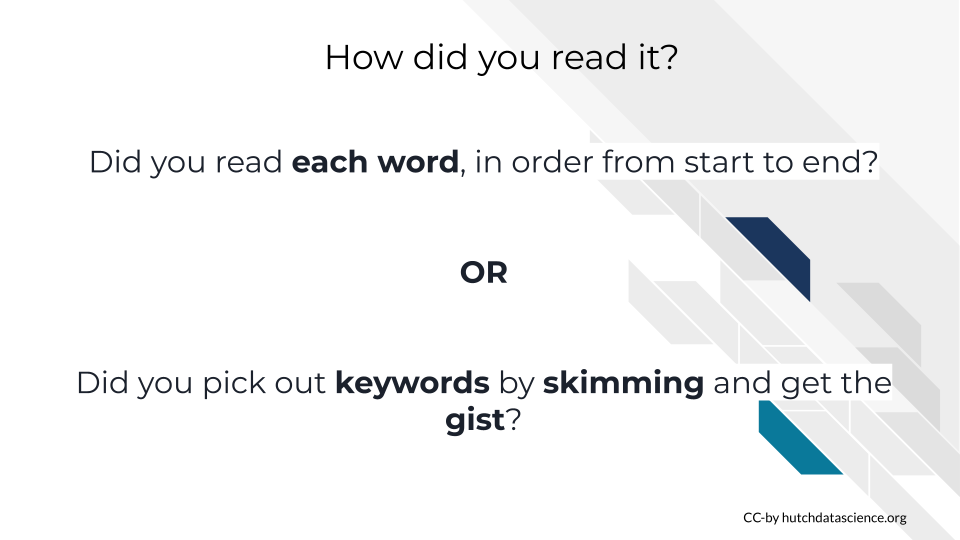 How did you read it?
Did you read each word, in order from start to end?
OR
Did you pick out keywords by skimming and get the
gist?
CC-by hutchdatascience.org